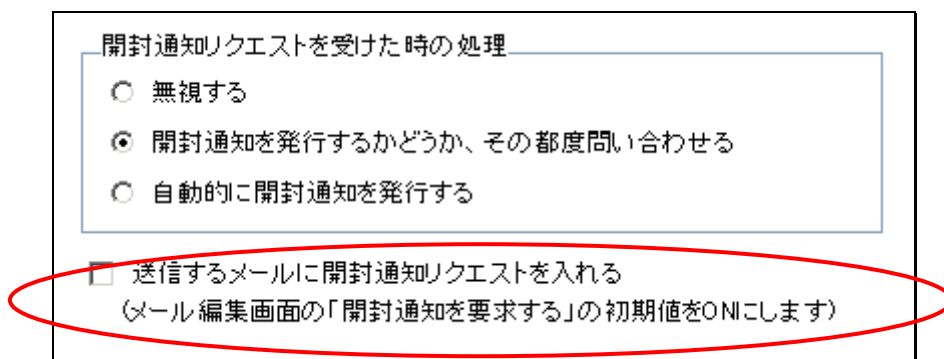 開封通知リクエストを受けた時の処理
無視する
開封通知を発行するかどうか、その都度問い合わせる
自動的に開封通知を発行する
送信するメールに開封通知リクエストを入れる
(メール編集画面の「開封通知を要求する」の初期値をONにします)